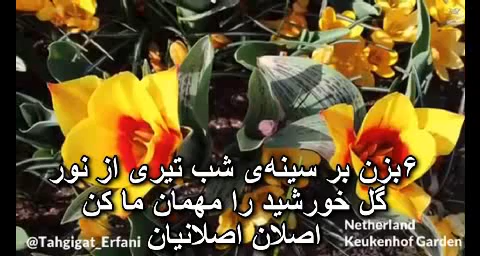 ۶بزن بر سینه‌ی شب تیری از نور
گل خورشید را مهمان ما کن
اصلان اصلانیان
@Tahgigat_Erfani
Netherland
Keukenhof Garden